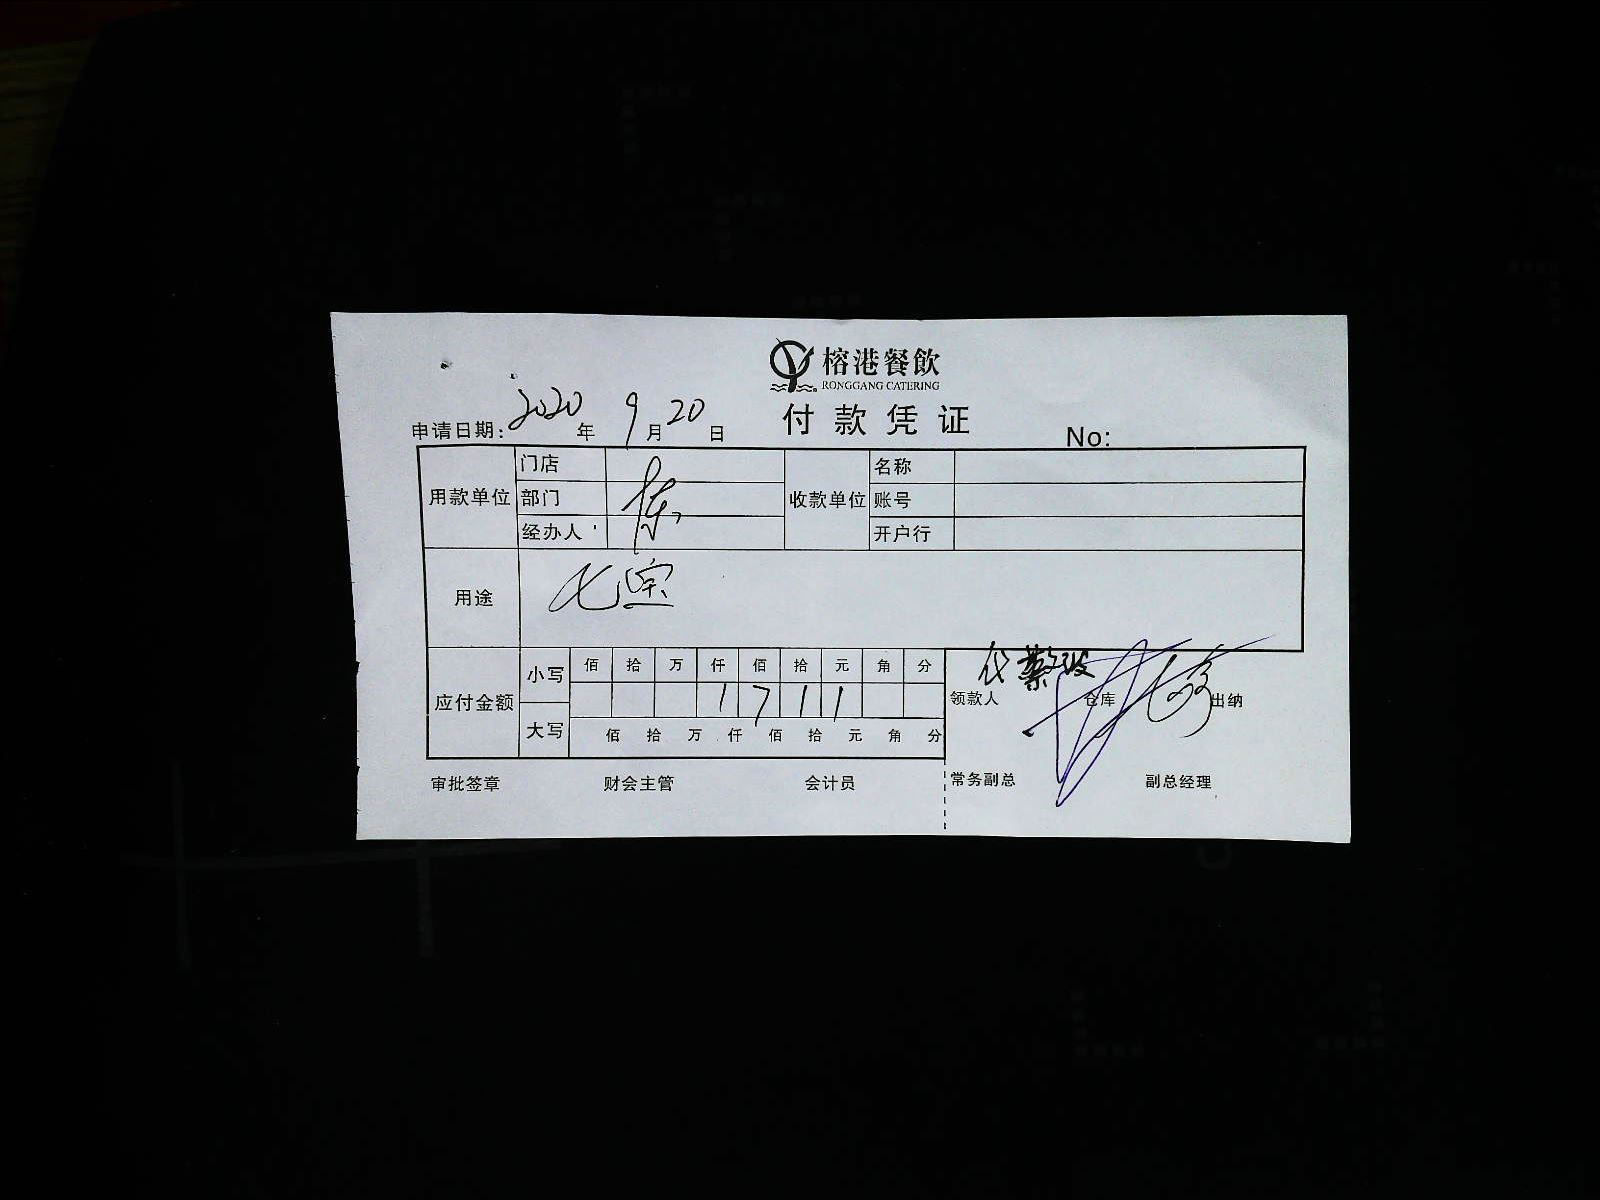 榕港餐飲
RONGGANG CATERING
付款凭证
申请日期: 2020 年 9 月 20 日
No:
用款单位 门店 收款单位 名称
部门 账号
经办人 开户行
用途
应付金额 小写 佰 拾 万 仟 佰 拾 元 角 分
1 7 1 1
大写 佰 拾 万 仟 佰 拾 元 角 分
代
领款人 仓库 出纳
审批签章 财会主管 会计员 常务副总 副总经理